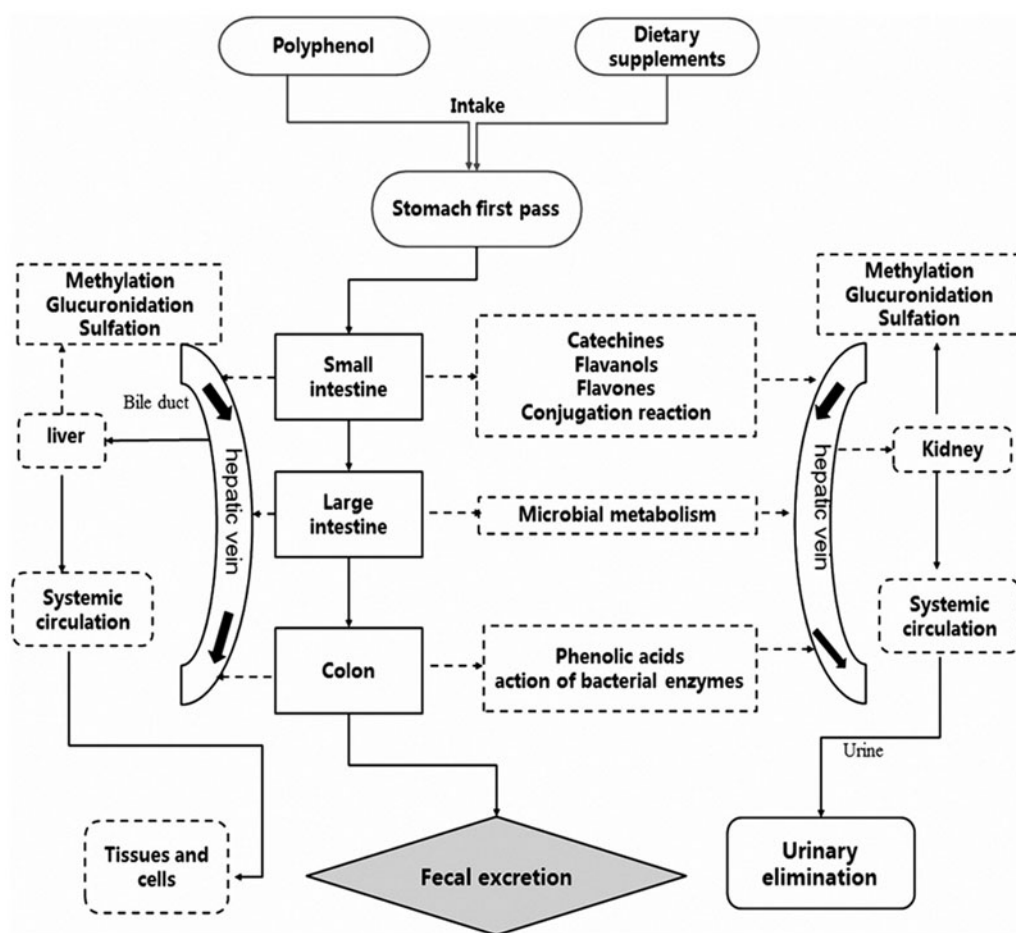 Polyphenol
Dietary
supplements
Intake
Stomach first pass
Methylation
Glucuronidation
Sulfation
Methylation
Glucuronidation
Sulfation
Small
intestine
Catechines
Flavanols
Flavones
Conjugation reaction
Bile duct
liver
hepatic vein
Kidney
hepatic vein
Large
intestine
Microbial metabolism
Systemic
circulation
Systemic
circulation
Colon
Phenolic acids
action of bacterial enzymes
Urine
Tissues and
cells
Fecal excretion
Urinary
elimination